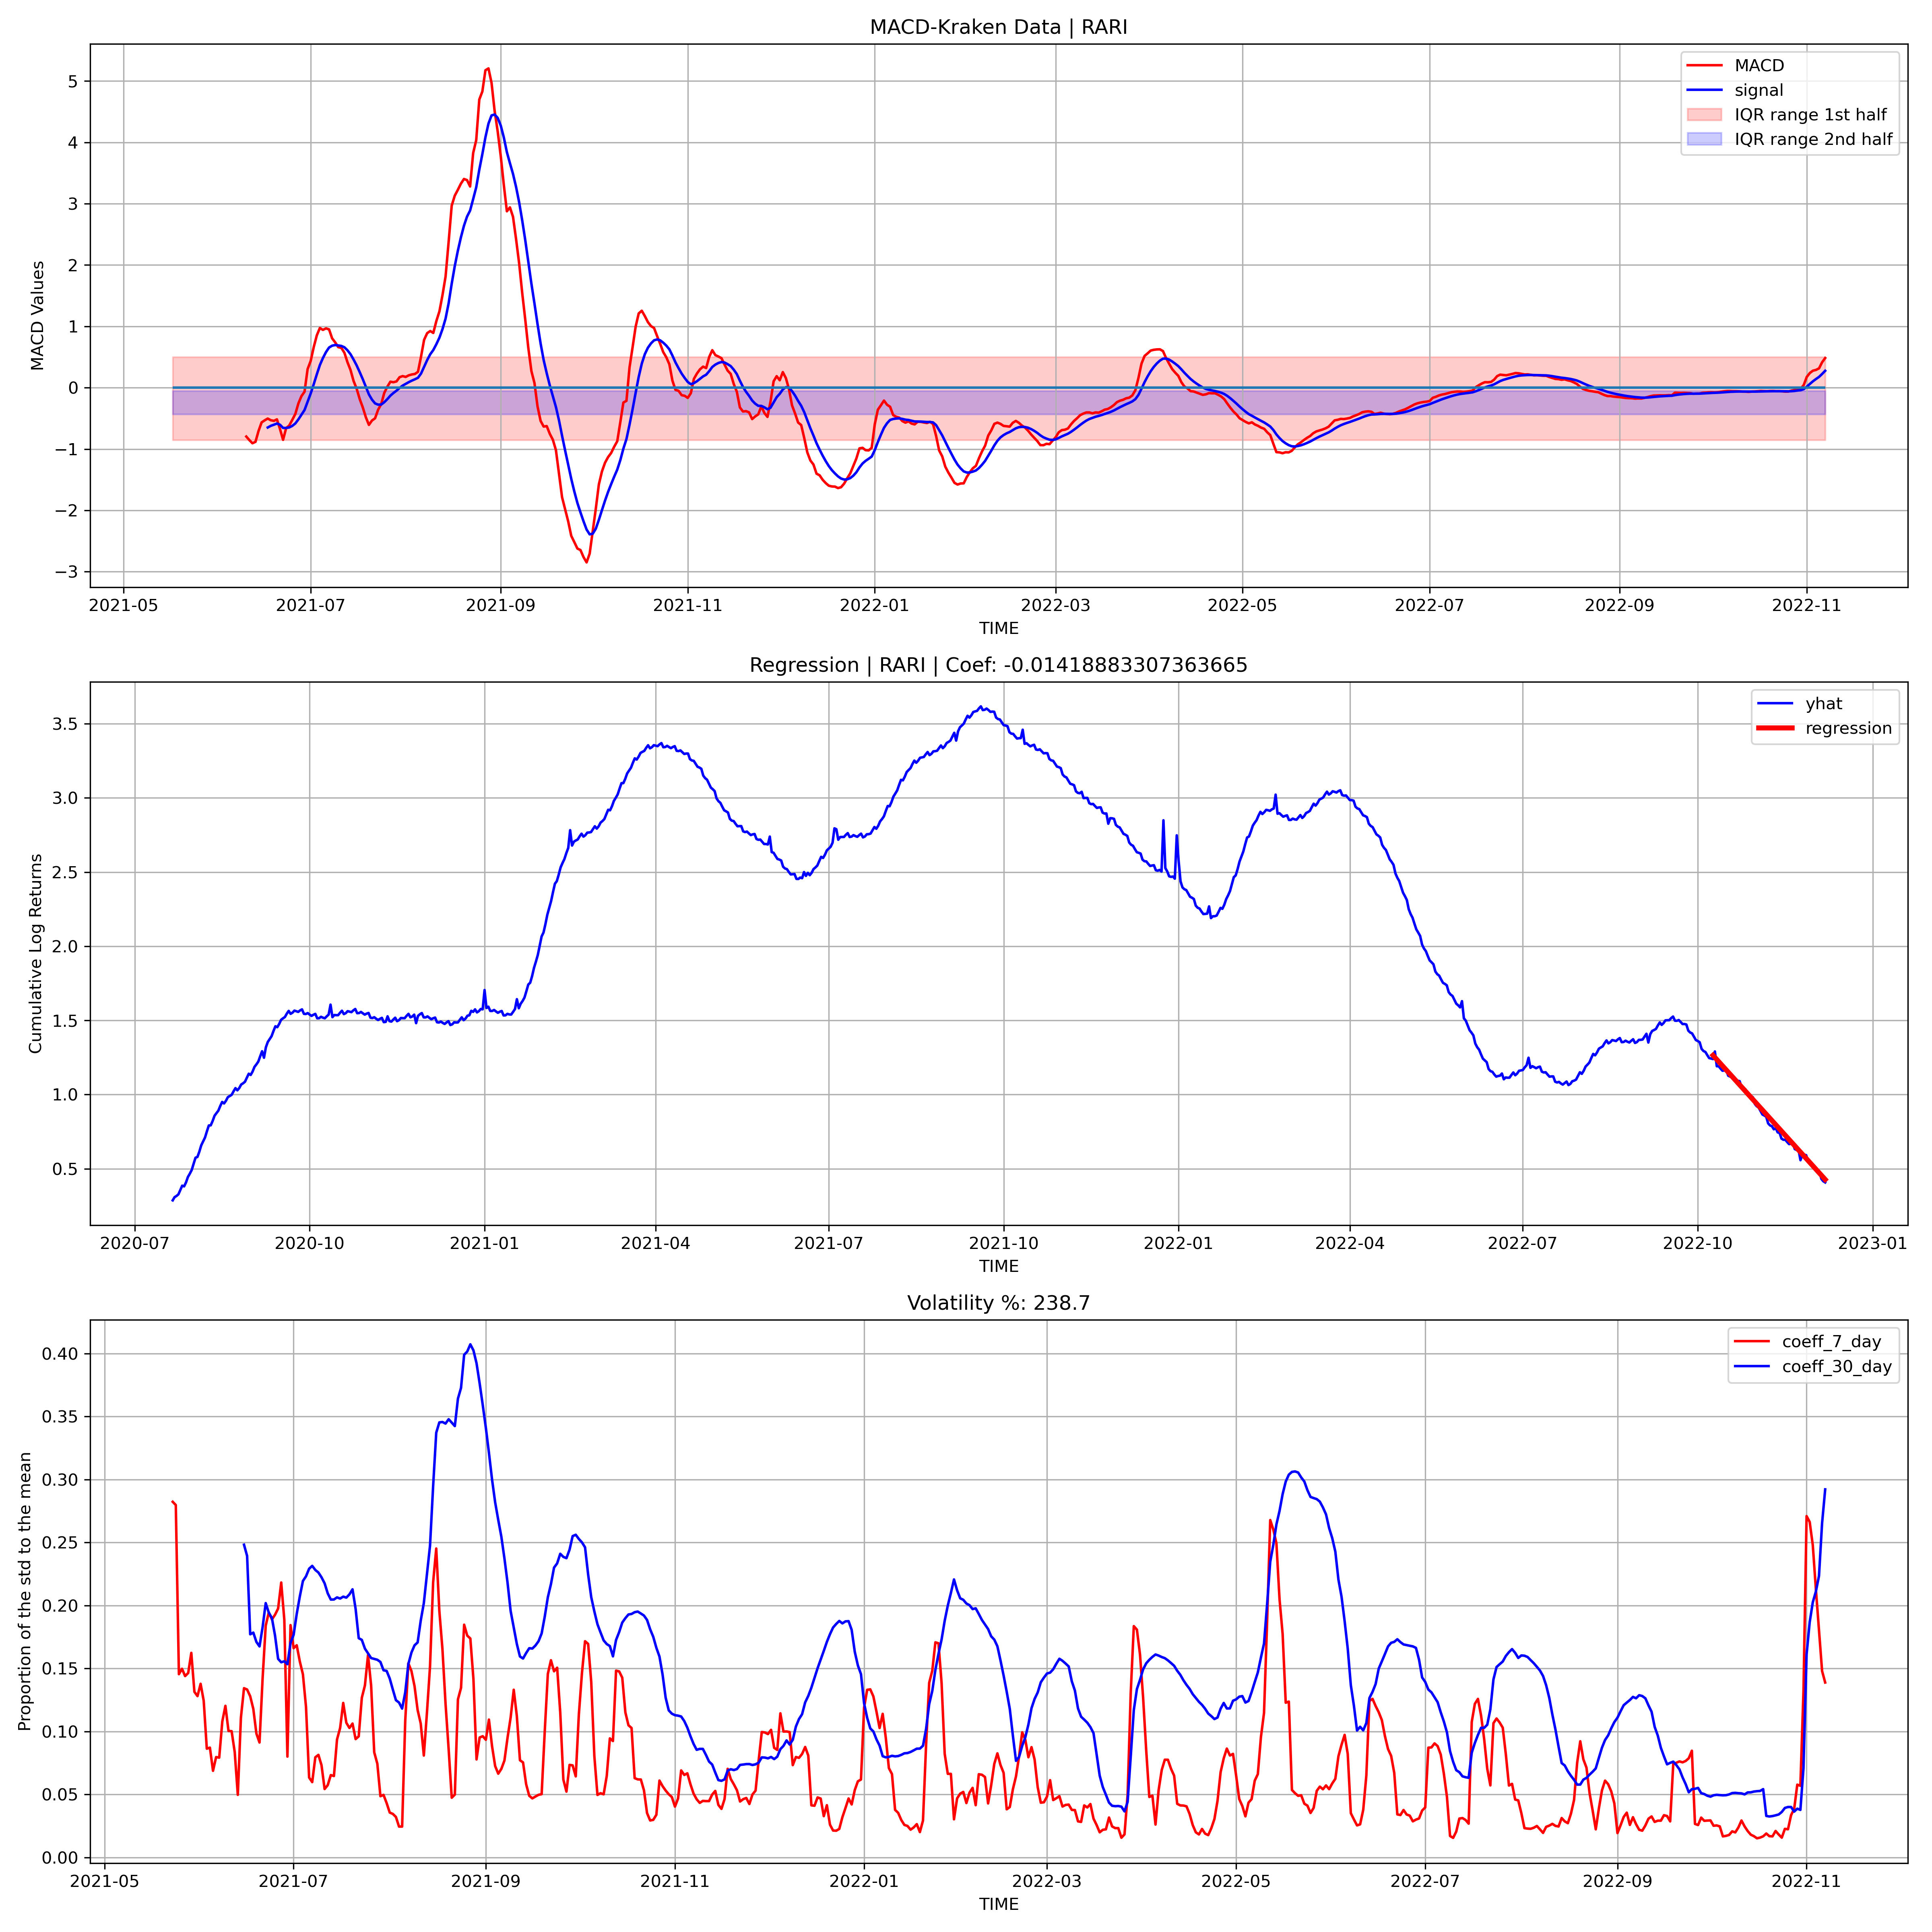 MACD-Kraken Data | RARI
MACD
signal
IQR range 1st half
IQR range 2nd half
MACD Values
5
4
3
2
1
0
−1
−2
−3
2021-05 2021-07 2021-09 2021-11 2022-01 2022-03 2022-05 2022-07 2022-09 2022-11
TIME
Regression | RARI | Coef: -0.01418883307363665
yhat
regression
Cumulative Log Returns
3.5
3.0
2.5
2.0
1.5
1.0
0.5
2020-07 2020-10 2021-01 2021-04 2021-07 2021-10 2022-01 2022-04 2022-07 2022-10 2023-01
TIME
Volatility %: 238.7
coeff_7_day
coeff_30_day
Proportion of the std to the mean
0.40
0.35
0.30
0.25
0.20
0.15
0.10
0.05
0.00
2021-05 2021-07 2021-09 2021-11 2022-01 2022-03 2022-05 2022-07 2022-09 2022-11
TIME